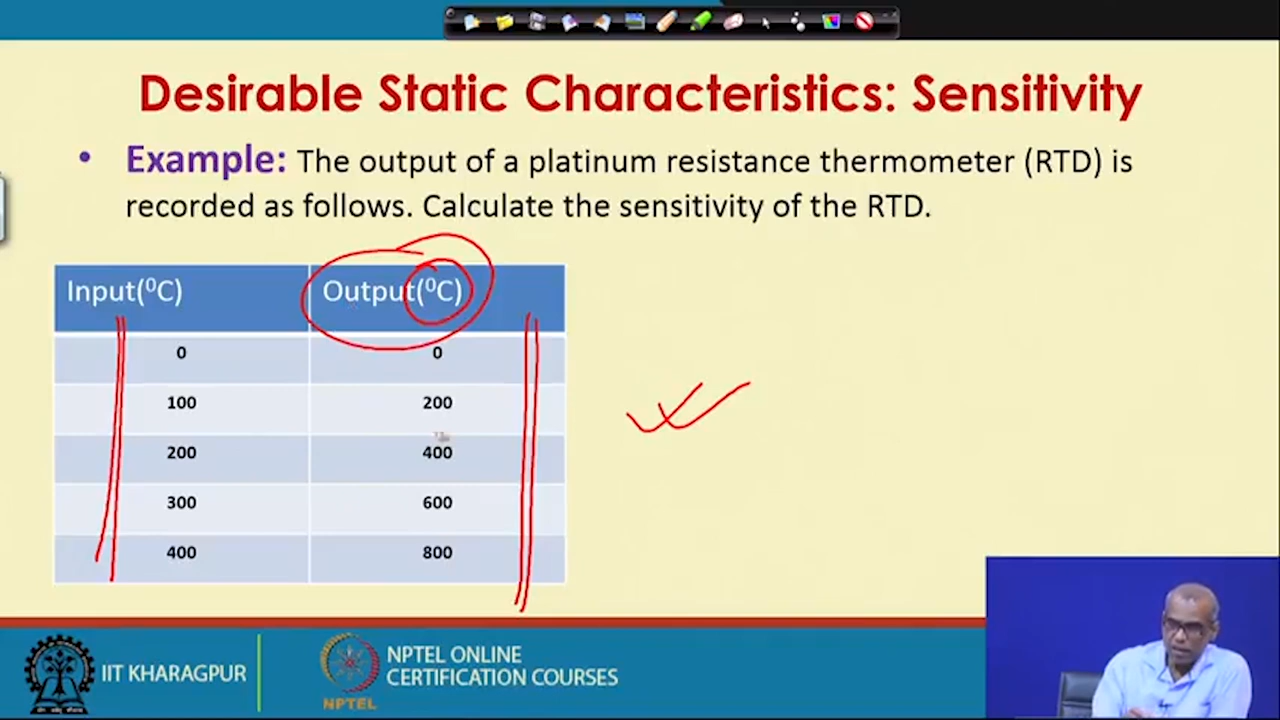 Desirable Static Characteristics: Sensitivity
• Example: The output of a platinum resistance thermometer (RTD) is
recorded as follows. Calculate the sensitivity of the RTD.
Input(⁰C) Output(⁰C)
0 0
100 200
200 400
300 600
400 800
IIT KHARAGPUR
NPTEL
NPTEL ONLINE
CERTIFICATION COURSES